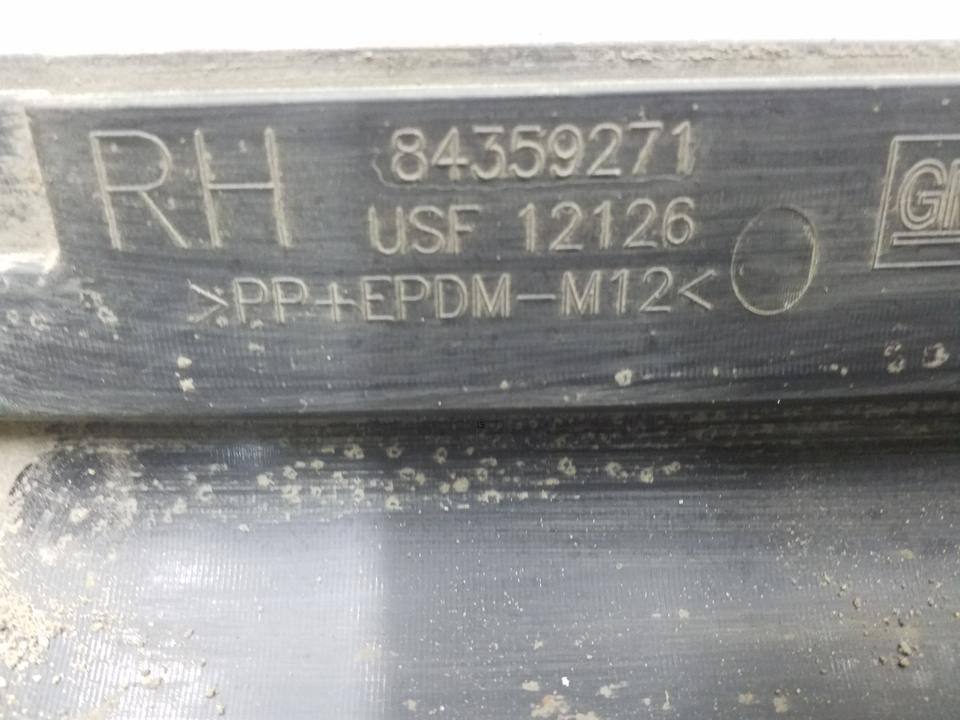 RH
84359271
USF 12126
>PP+EPDM-M12<